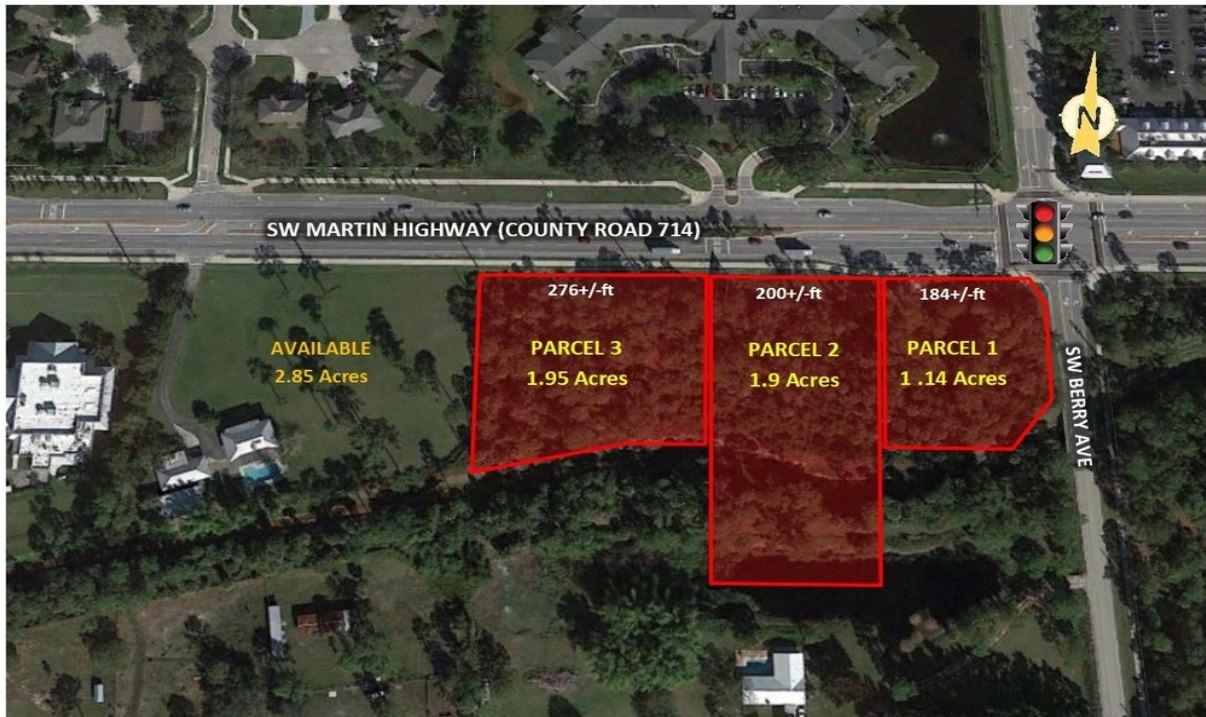 N
SW MARTIN HIGHWAY (COUNTY ROAD 714)
276+/-ft
200+/-ft
184+/-ft
AVAILABLE
2.85 Acres
PARCEL 3
1.95 Acres
PARCEL 2
1.9 Acres
PARCEL 1
1 .14 Acres
SW BERRY AVE